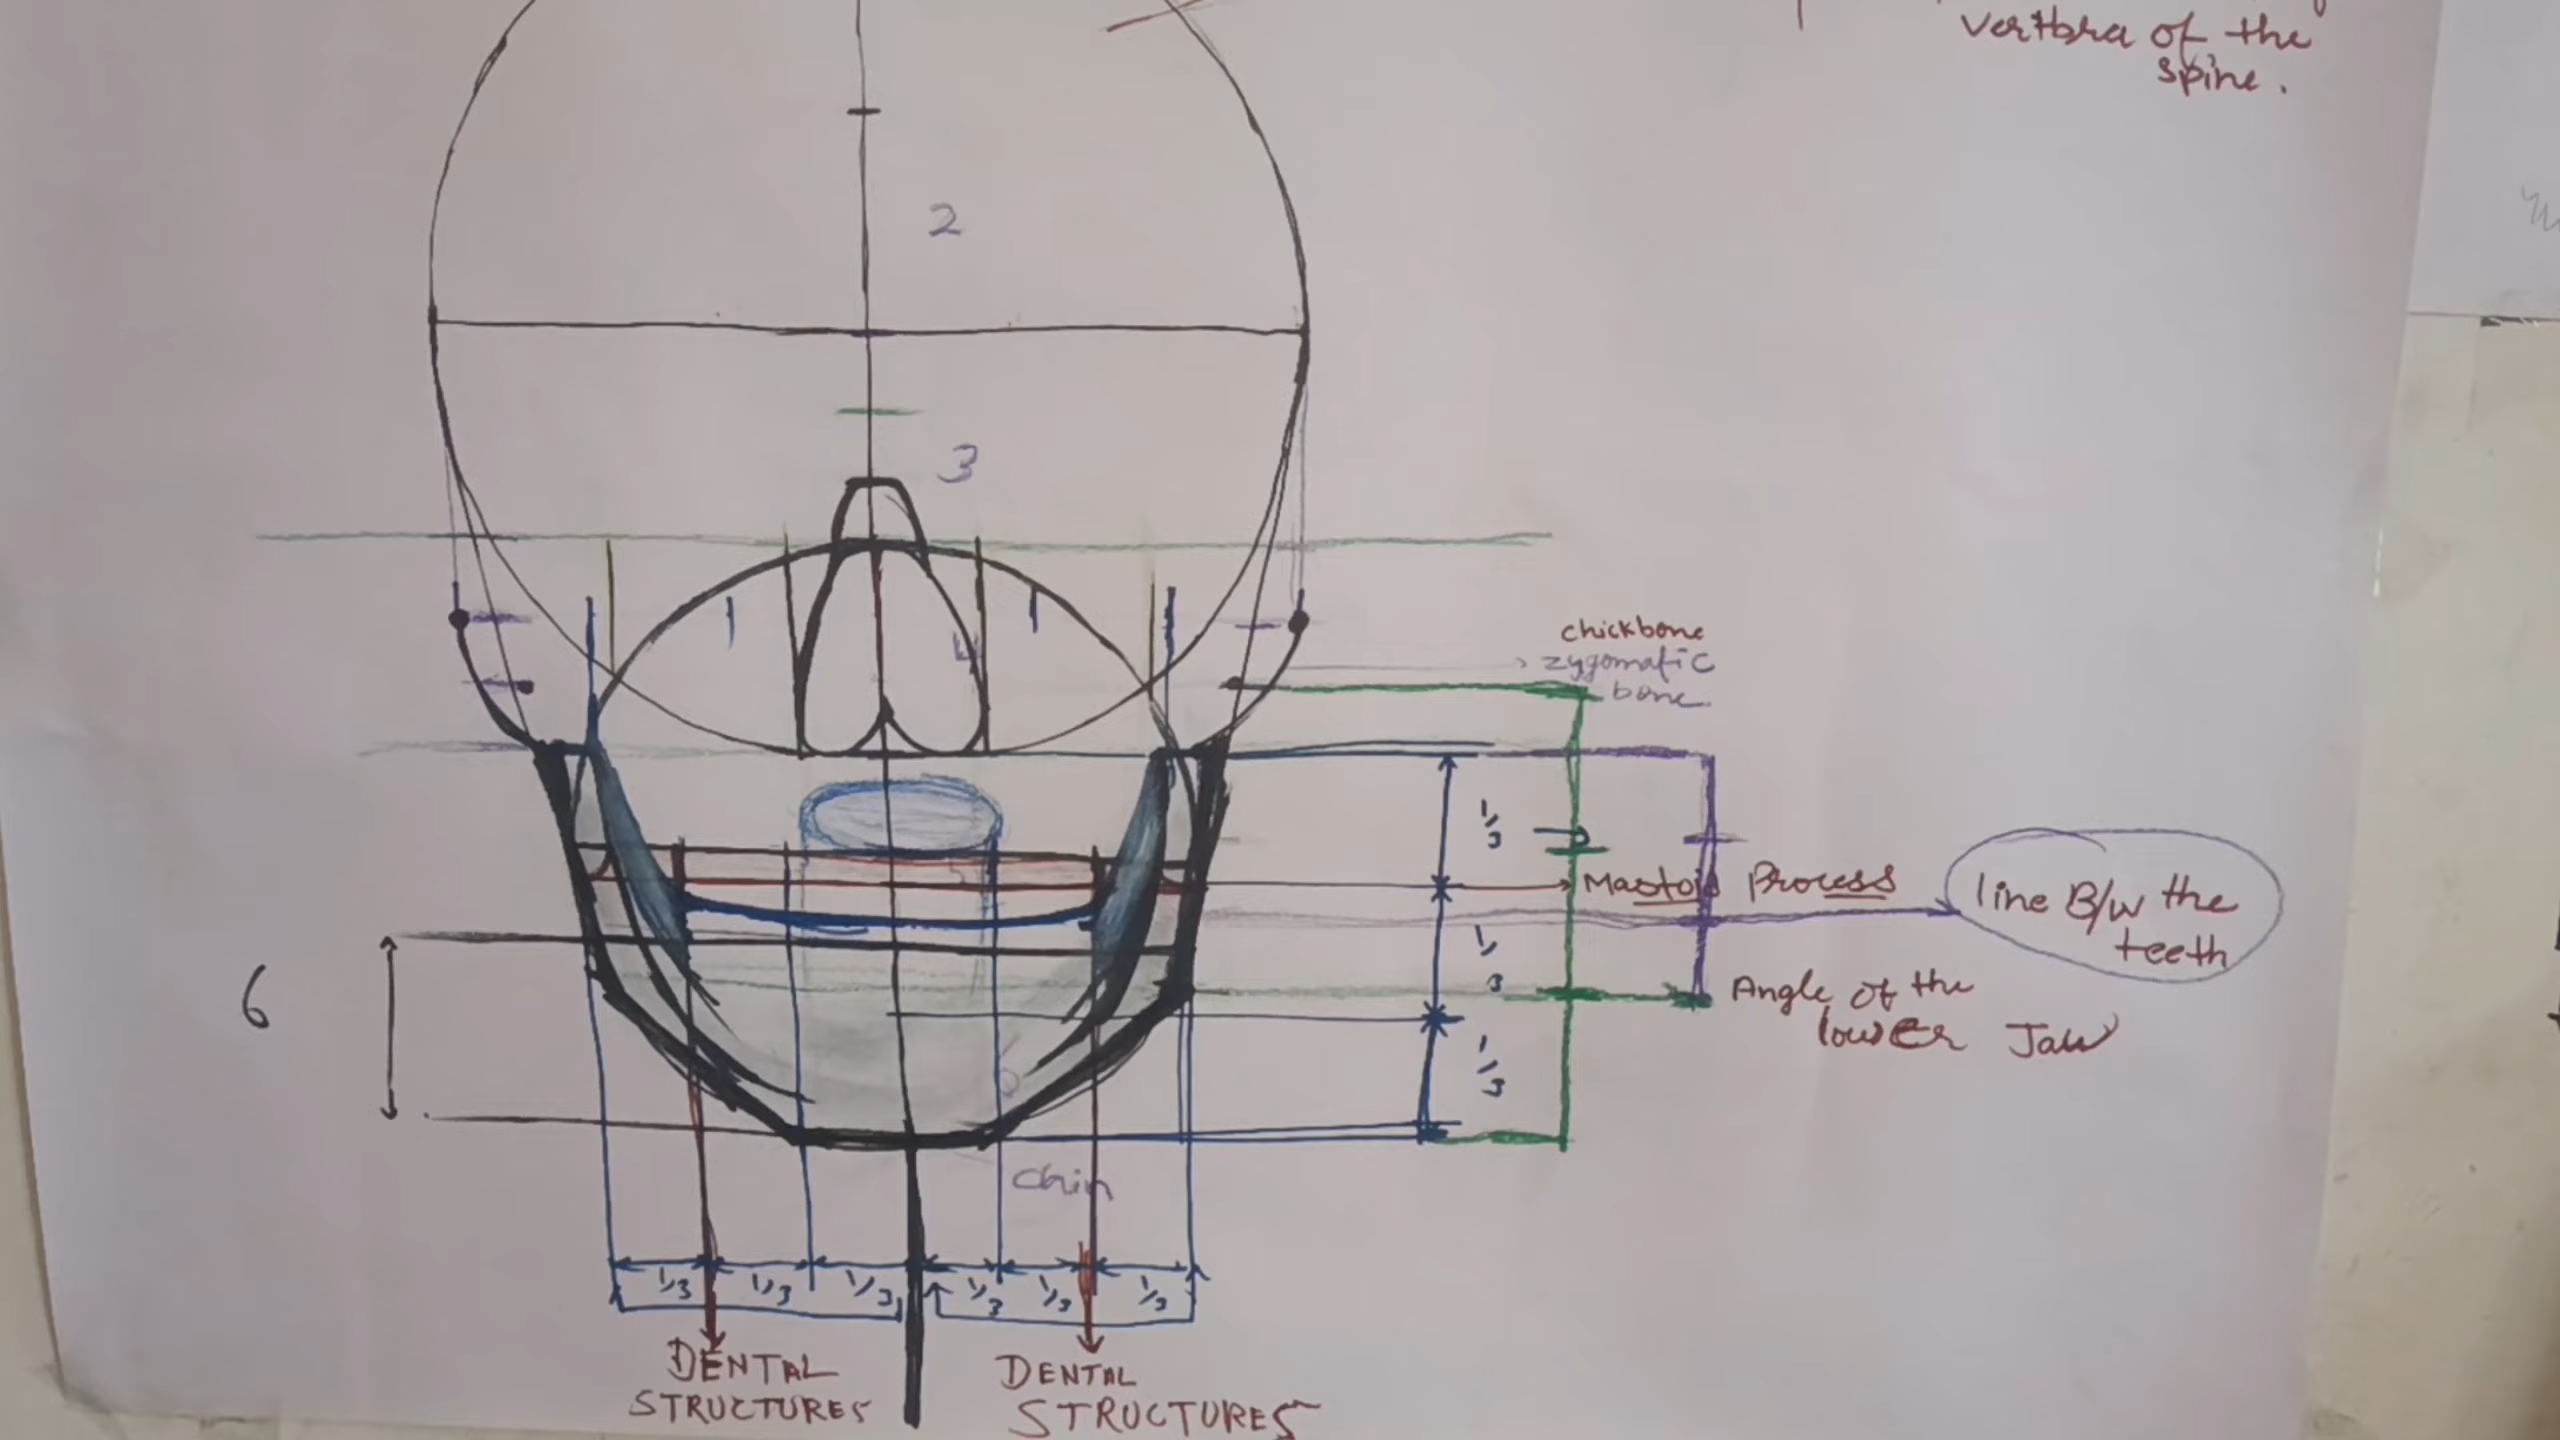 vertbra of the
spine.
2
3
4
chickbone
zygomatic
bone.
1/3
Mastoid Process
line B/w the
teeth
1/3
6
Angle of the
lower Jaw
1/3
chin
1/3 1/3 1/3 1/3 1/3 1/3
DENTAL
STRUCTURES
DENTAL
STRUCTURES